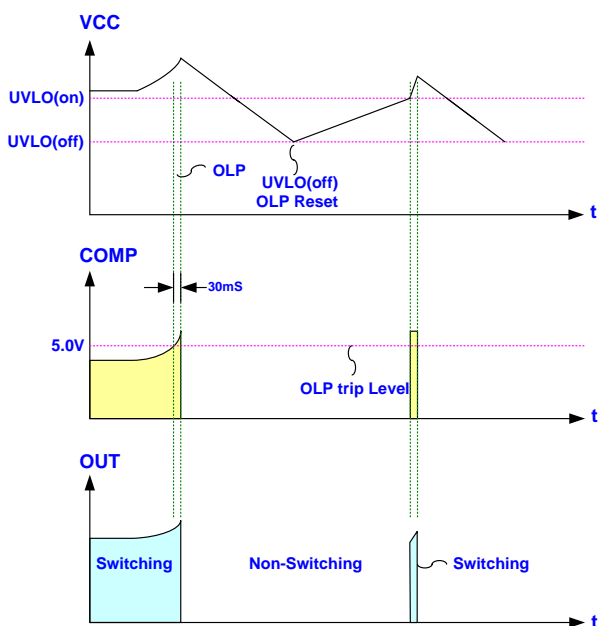 VCC
UVLO(on)
UVLO(off)
OLP
UVLO(off)
OLP Reset
t
COMP
30mS
5.0V
OLP trip Level
t
OUT
Switching
Non-Switching
Switching
t